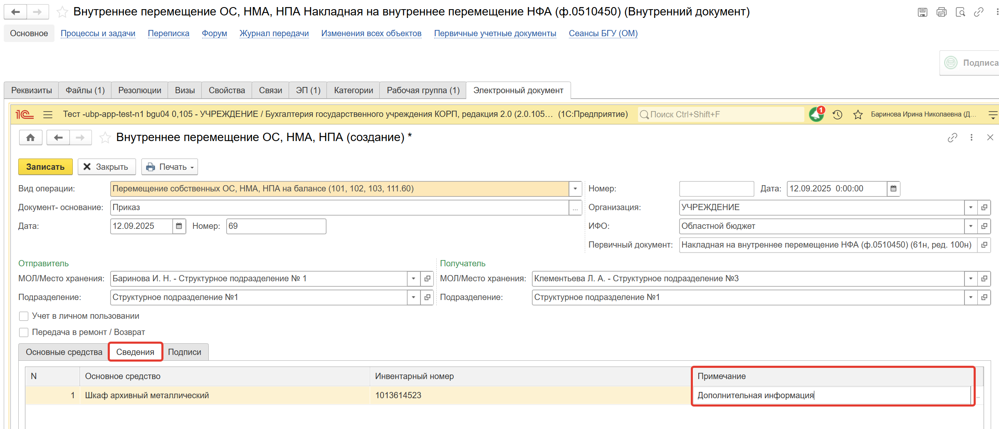 Внутреннее перемещение ОС, НМА, НПА Накладная на внутреннее перемещение НФА (ф.0510450) (Внутренний документ)
Основное Процессы и задачи Переписка Форум Журнал передачи Изменения всех объектов Первичные учетные документы Сеансы БГУ (ОМ)
Подписа
Реквизиты Файлы (1) Резолюции Визы Свойства Связи ЭП (1) Категории Рабочая группа (1) Электронный документ
1С Тест -ubp-app-test-n1 bgu04 0,105 - УЧРЕЖДЕНИЕ / Бухгалтерия государственного учреждения КОРП, редакция 2.0 (2.0.105... (1С:Предприятие) Поиск Ctrl+Shift+F 1 Баринова Ирина Николаевна (Д...
Внутреннее перемещение ОС, НМА, НПА (создание) *
Записать Закрыть Печать
Вид операции: Перемещение собственных ОС, НМА, НПА на балансе (101, 102, 103, 111.60) Номер: Дата: 12.09.2025 0:00:00
Документ- основание: Приказ ... Организация: УЧРЕЖДЕНИЕ
Дата: 12.09.2025 Номер: 69 ИФО: Областной бюджет
Первичный документ: Накладная на внутреннее перемещение НФА (ф.0510450) (61н, ред. 100н)
Отправитель Получатель
МОЛ/Место хранения: Баринова И. Н. - Структурное подразделение № 1 МОЛ/Место хранения: Клементьева Л. А. - Структурное подразделение №3
Подразделение: Структурное подразделение №1 Подразделение: Структурное подразделение №1
Учет в личном пользовании
Передача в ремонт / Возврат
Основные средства Сведения Подписи
N Основное средство Инвентарный номер Примечание
1 Шкаф архивный металлический 1013614523 Дополнительная информация